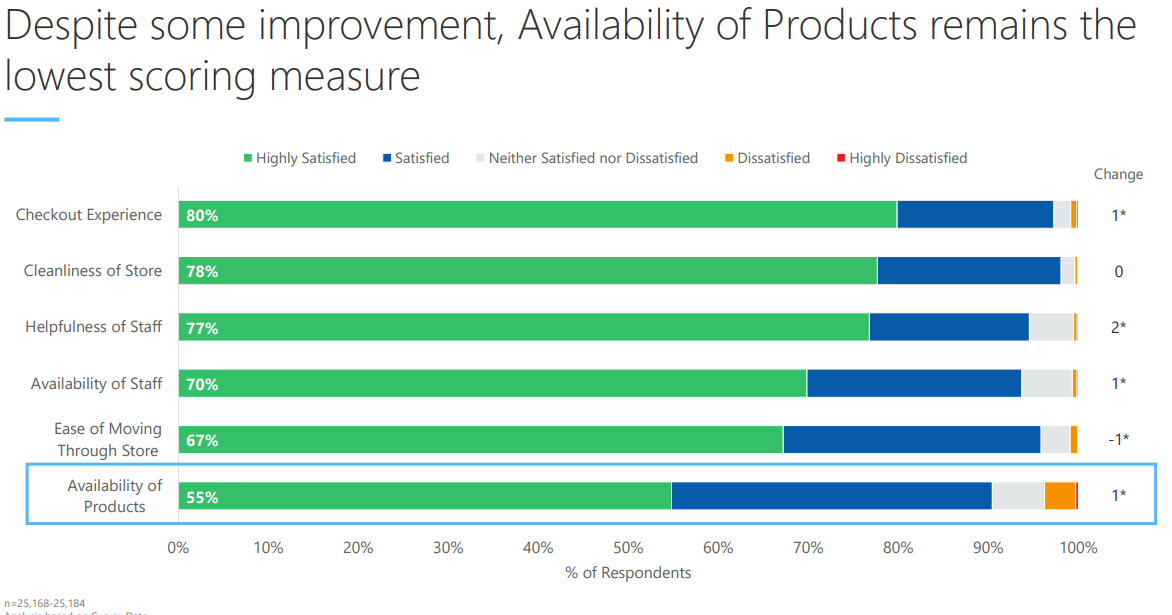 Despite some improvement, Availability of Products remains the
lowest scoring measure
Highly Satisfied Satisfied Neither Satisfied nor Dissatisfied Dissatisfied Highly Dissatisfied
Change
Checkout Experience 80% 1*
Cleanliness of Store 78% 0
Helpfulness of Staff 77% 2*
Availability of Staff 70% 1*
Ease of Moving
Through Store 67% -1*
Availability of
Products 55% 1*
0% 10% 20% 30% 40% 50% 60% 70% 80% 90% 100%
% of Respondents
n=25,168-25,184